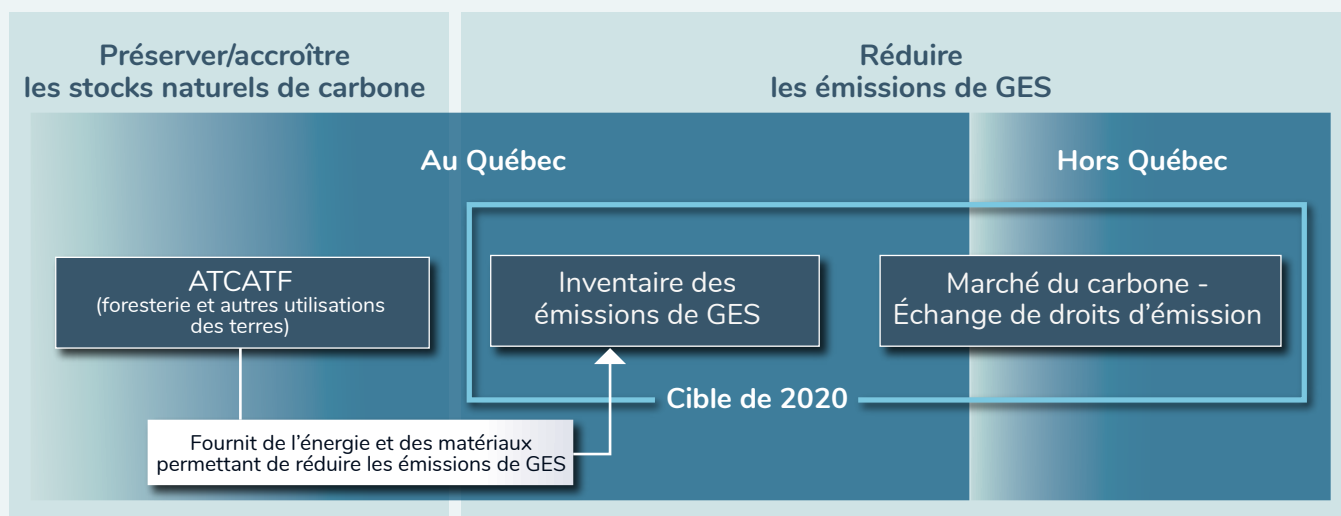 Préserver/accroître
les stocks naturels de carbone
Réduire
les émissions de GES
Au Québec
Hors Québec
ATCATF
(foresterie et autres utilisations
des terres)
Inventaire des
émissions de GES
Marché du carbone -
Échange de droits d’émission
Cible de 2020
Fournit de l’énergie et des matériaux
permettant de réduire les émissions de GES